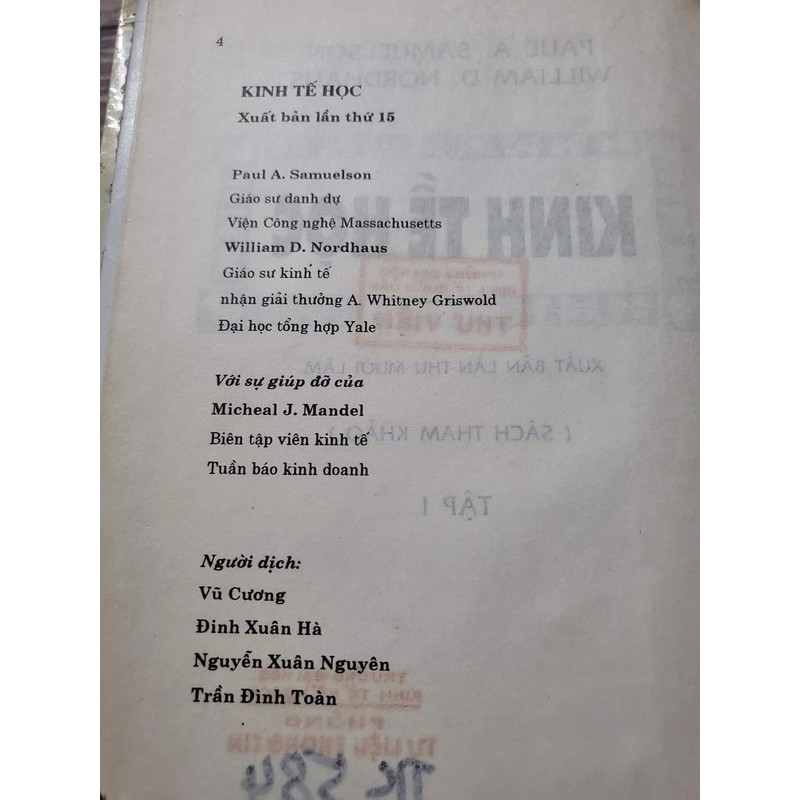 4
KINH TẾ HỌC
Xuất bản lần thứ 15
Paul A. Samuelson
Giáo sư danh dự
Viện Công nghệ Massachusetts
William D. Nordhaus
Giáo sư kinh tế
nhận giải thưởng A. Whitney Griswold
Đại học tổng hợp Yale
Với sự giúp đỡ của
Micheal J. Mandel
Biên tập viên kinh tế
Tuần báo kinh doanh
Người dịch:
Vũ Cương
Đinh Xuân Hà
Nguyễn Xuân Nguyên
Trần Đình Toàn